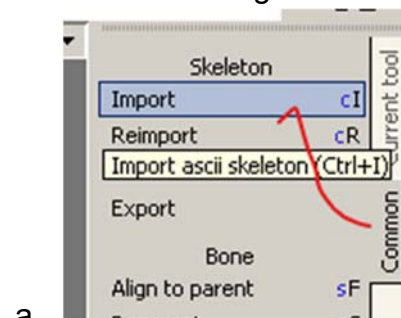 Skeleton
Import cI
Reimport cR
Import ascii skeleton (Ctrl+I)
Export
Bone
Align to parent sF
Current tool
Common
a